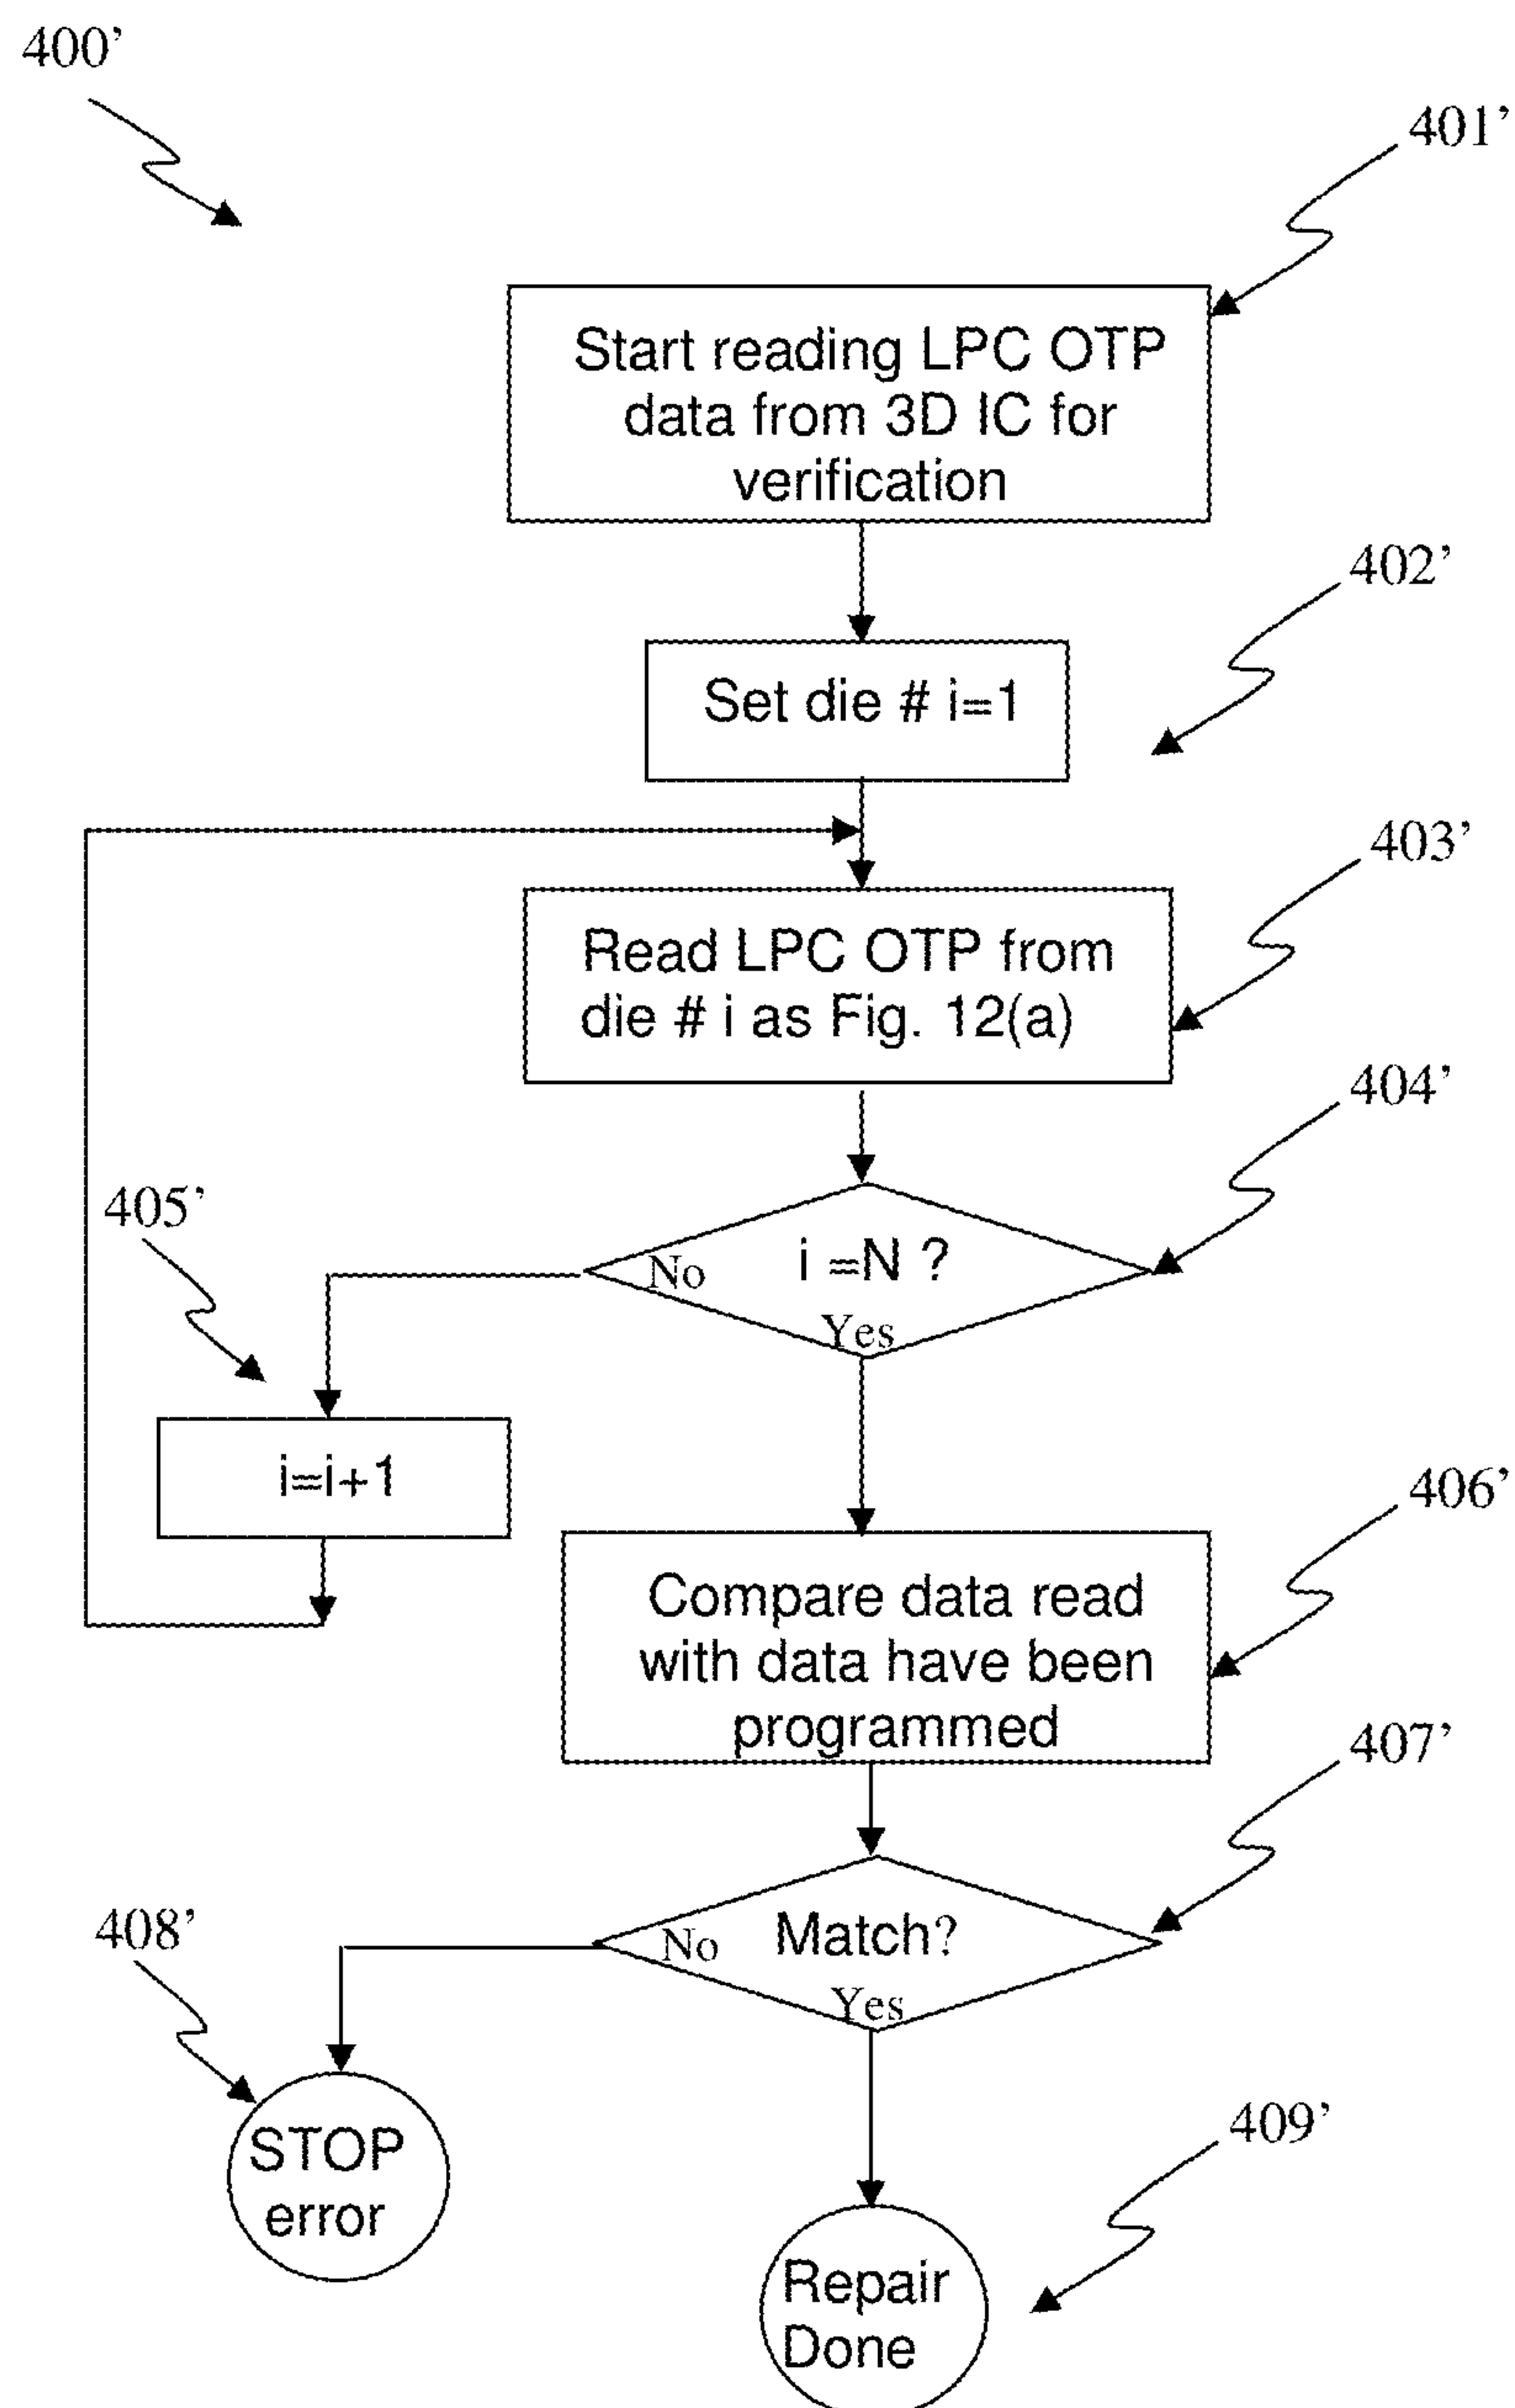 400’
401’
Start reading LPC OTP
data from 3D IC for
verification
402’
Set die # i=1
403’
Read LPC OTP from
die # i as Fig. 12(a)
404’
405’
i =N ?
No
Yes
i=i+1
406’
Compare data read
with data have been
programmed
407’
408’
Match?
No
Yes
STOP
error
409’
Repair
Done